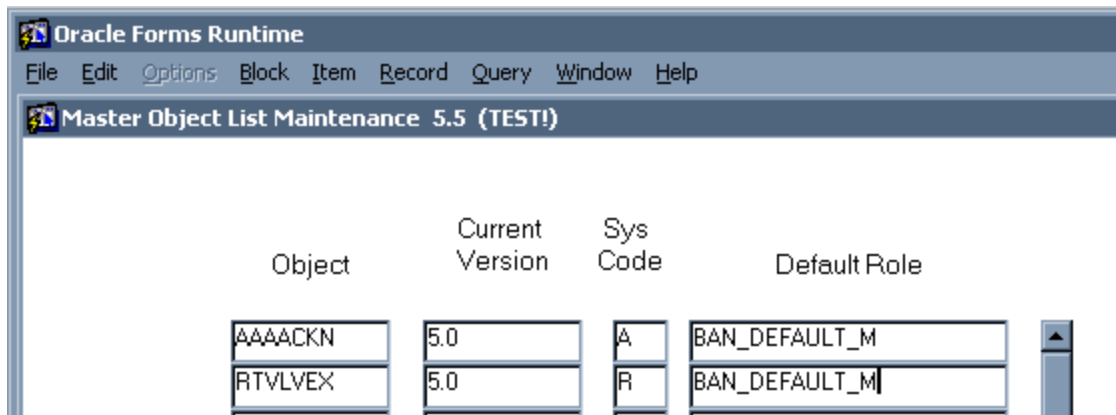 Oracle Forms Runtime
File Edit Options Block Item Record Query Window Help
Master Object List Maintenance 5.5 (TEST!)
Current Sys
Object Version Code Default Role
AAAACKN 5.0 A BAN_DEFAULT_M
RTVLVEX 5.0 R BAN_DEFAULT_M